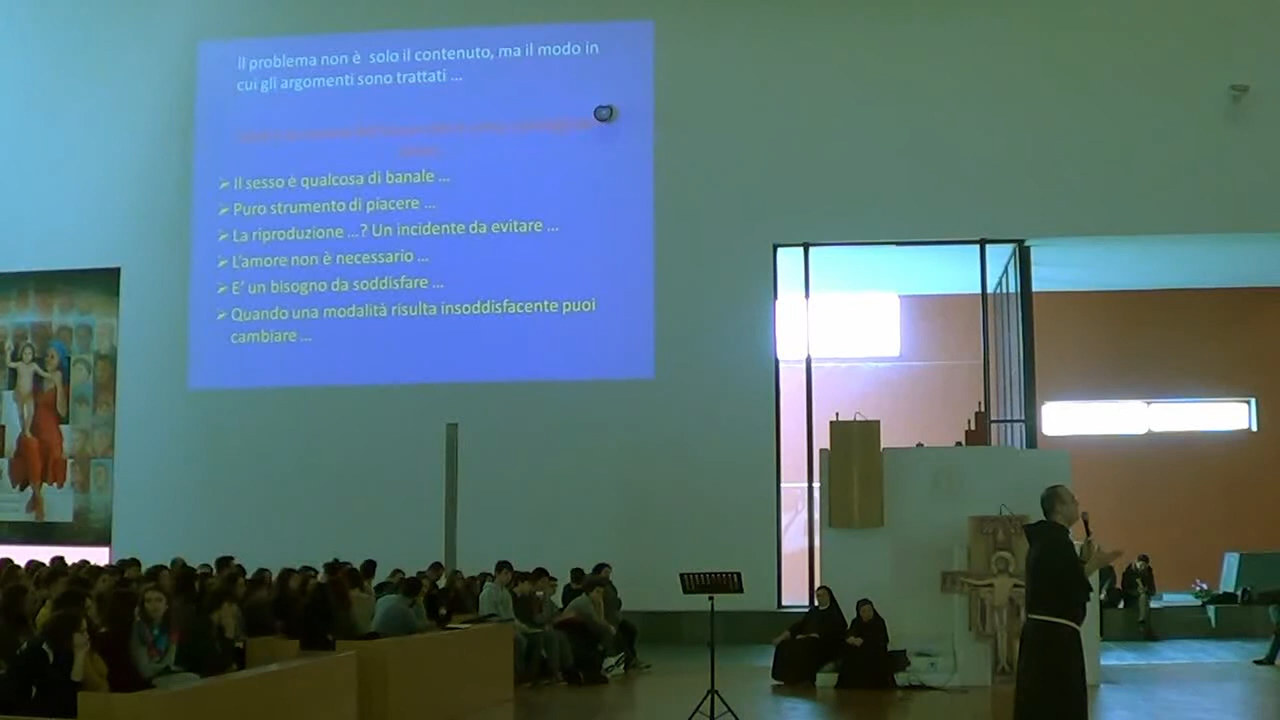 Il problema non è solo il contenuto, ma il modo in
cui gli argomenti sono trattati ...
➢ Il sesso è qualcosa di banale ...
➢ Puro strumento di piacere ...
➢ La riproduzione ...? Un incidente da evitare ...
➢ L'amore non è necessario ...
➢ E' un bisogno da soddisfare ...
➢ Quando una modalità risulta insoddisfacente puoi
cambiare ...